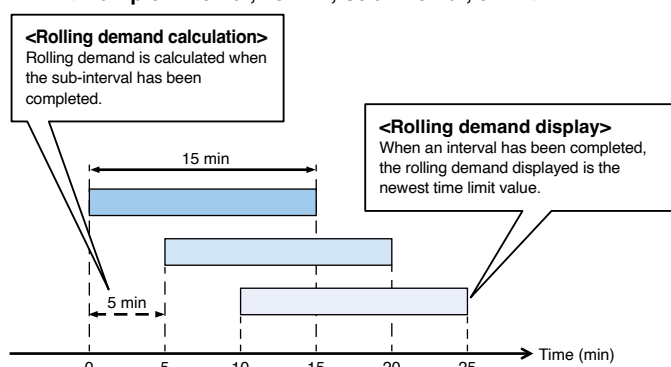 <Rolling demand calculation>
Rolling demand is calculated when
the sub-interval has been
completed.
<Rolling demand display>
When an interval has been completed,
the rolling demand displayed is the
newest time limit value.
15 min
5 min
0 5 10 15 20 25
Time (min)